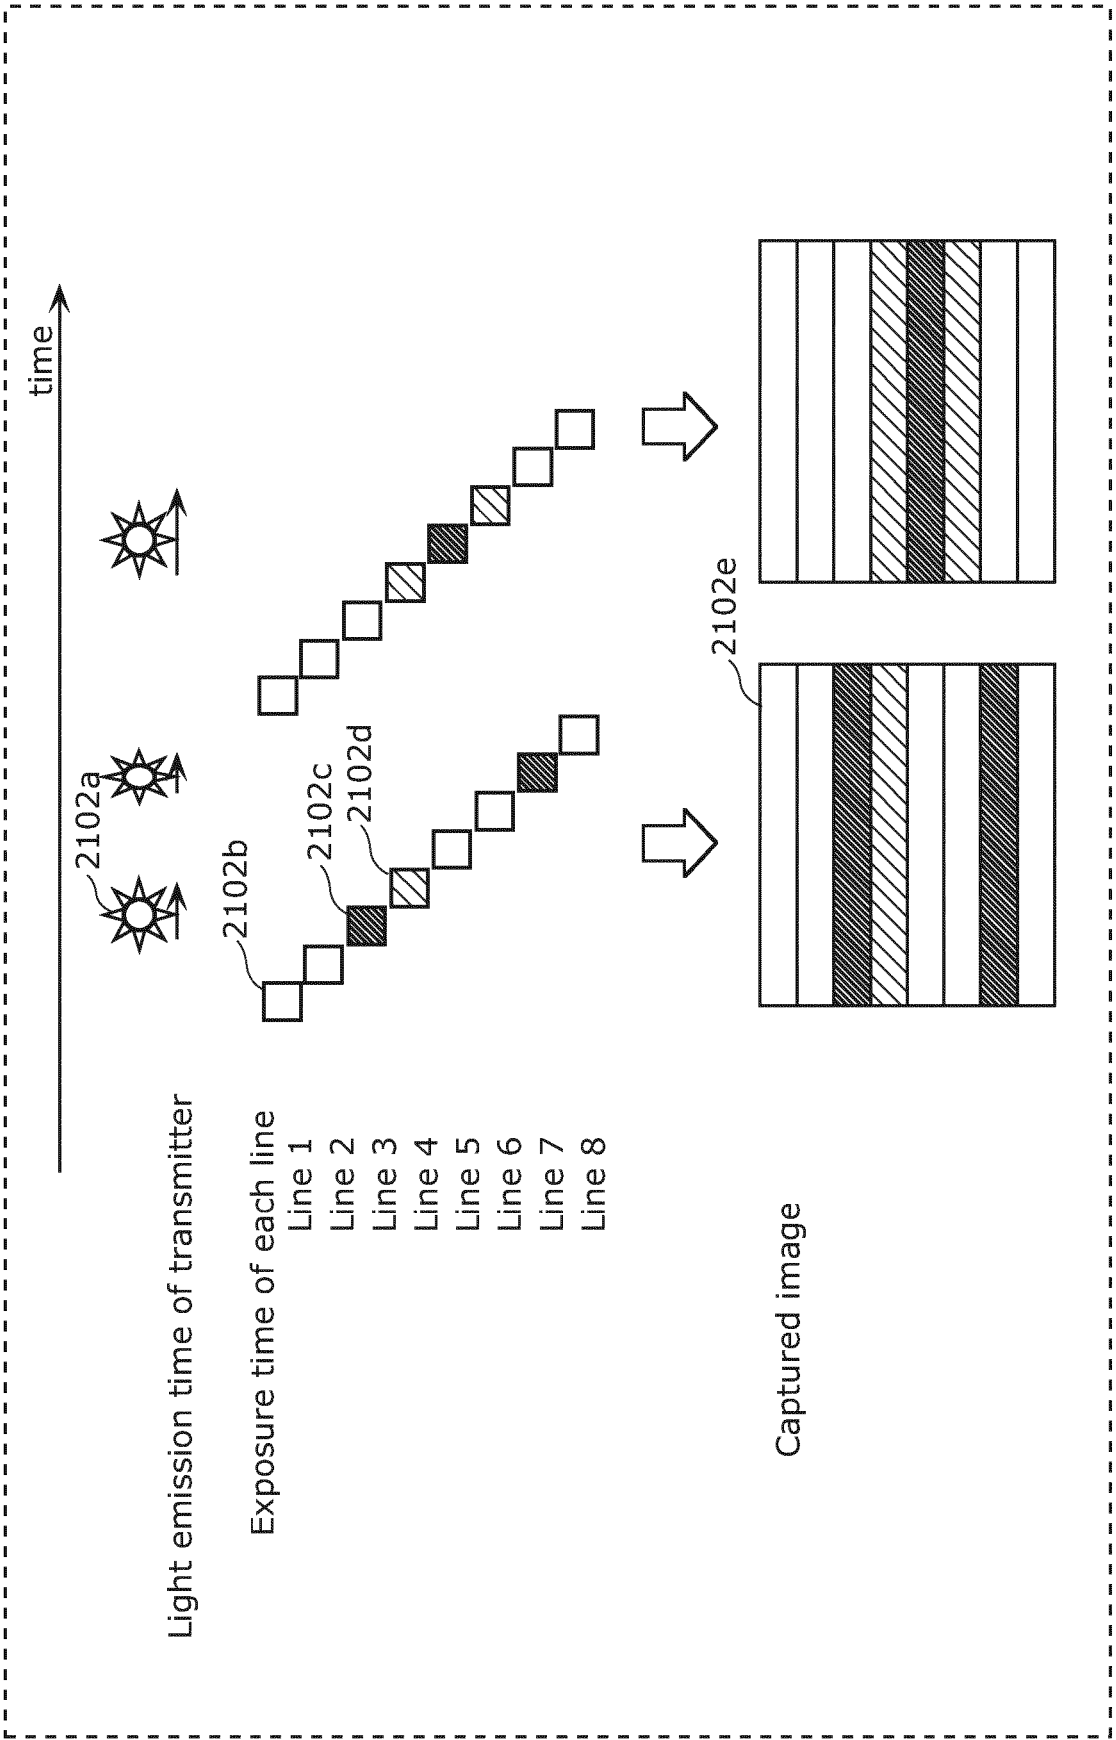 time
2102a
Light emission time of transmitter
2102b
Exposure time of each line
Line 1
2102c
Line 2
2102d
Line 3
Line 4
Line 5
Line 6
Line 7
Line 8
2102e
Captured image